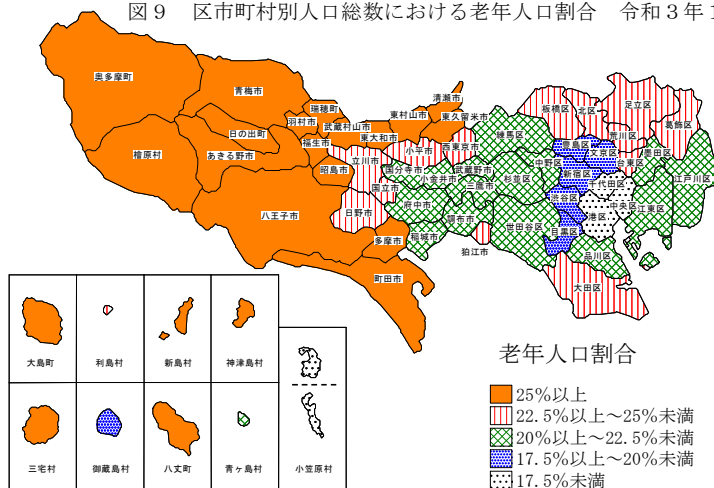 図９　区市町村別人口総数における老年人口割合　令和３年１
奥多摩町
青梅市
瑞穂町
羽村市
武蔵村山市
東村山市
清瀬市
東久留米市
東大和市
福生市
日の出町
あきる野市
檜原村
昭島市
立川市
小平市
西東京市
国分寺市
小金井市
武蔵野市
三鷹市
国立市
府中市
調布市
日野市
八王子市
多摩市
稲城市
狛江市
町田市
練馬区
板橋区
北区
足立区
葛飾区
荒川区
豊島区
文京区
台東区
墨田区
中野区
杉並区
新宿区
千代田区
江戸川区
渋谷区
中央区
江東区
港区
世田谷区
目黒区
品川区
大田区
大島町
利島村
新島村
神津島村
三宅村
御蔵島村
八丈町
青ヶ島村
小笠原村
老年人口割合
25%以上
22.5%以上～25%未満
20%以上～22.5%未満
17.5%以上～20%未満
17.5%未満